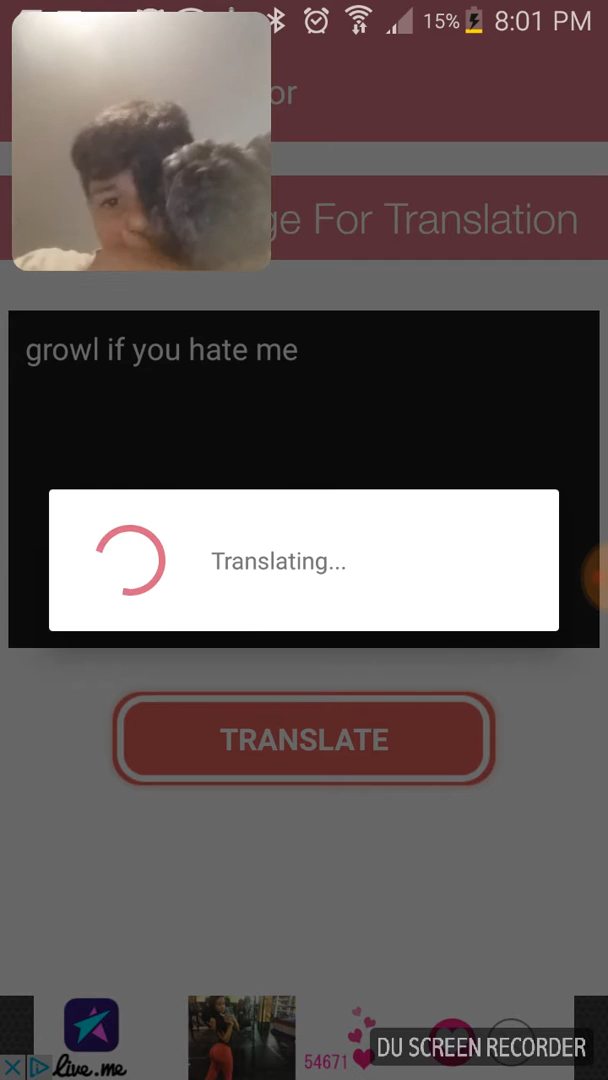 15% 8:01 PM
or
ge For Translation
growl if you hate me
Translating...
TRANSLATE
live.me
54671
DU SCREEN RECORDER